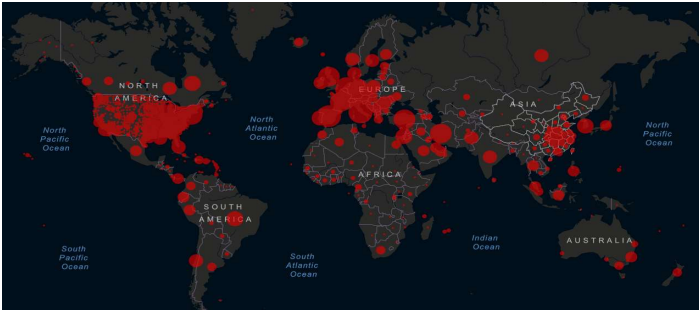 NORTH
AMERICA
EUROPE
ASIA
North
Pacific
Ocean
North
Atlantic
Ocean
North
Pacific
Ocean
AFRICA
SOUTH
AMERICA
South
Pacific
Ocean
South
Atlantic
Ocean
Indian
Ocean
AUSTRALIA